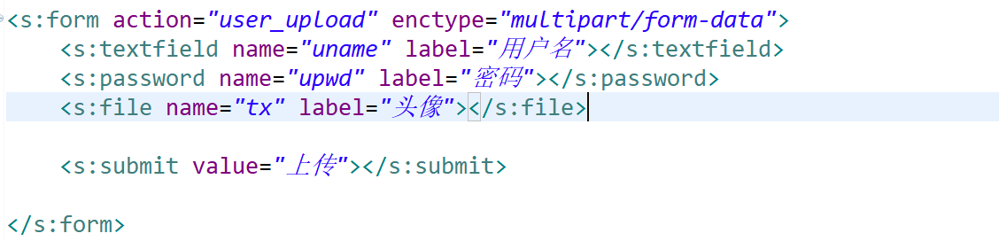 <s:form action="user_upload" enctype="multipart/form-data">
    <s:textfield name="uname" label="用户名"></s:textfield>
    <s:password name="upwd" label="密码"></s:password>
    <s:file name="tx" label="头像"></s:file>
    <s:submit value="上传"></s:submit>
</s:form>